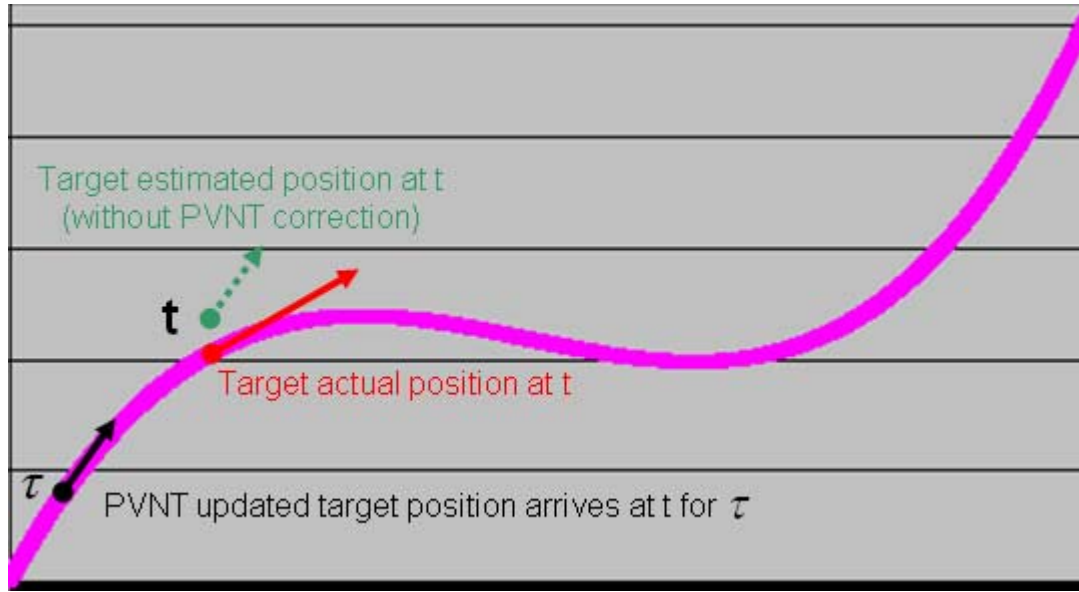 Target estimated position at t
(without PVNT correction)
t
Target actual position at t
τ
PVNT updated target position arrives at t for τ